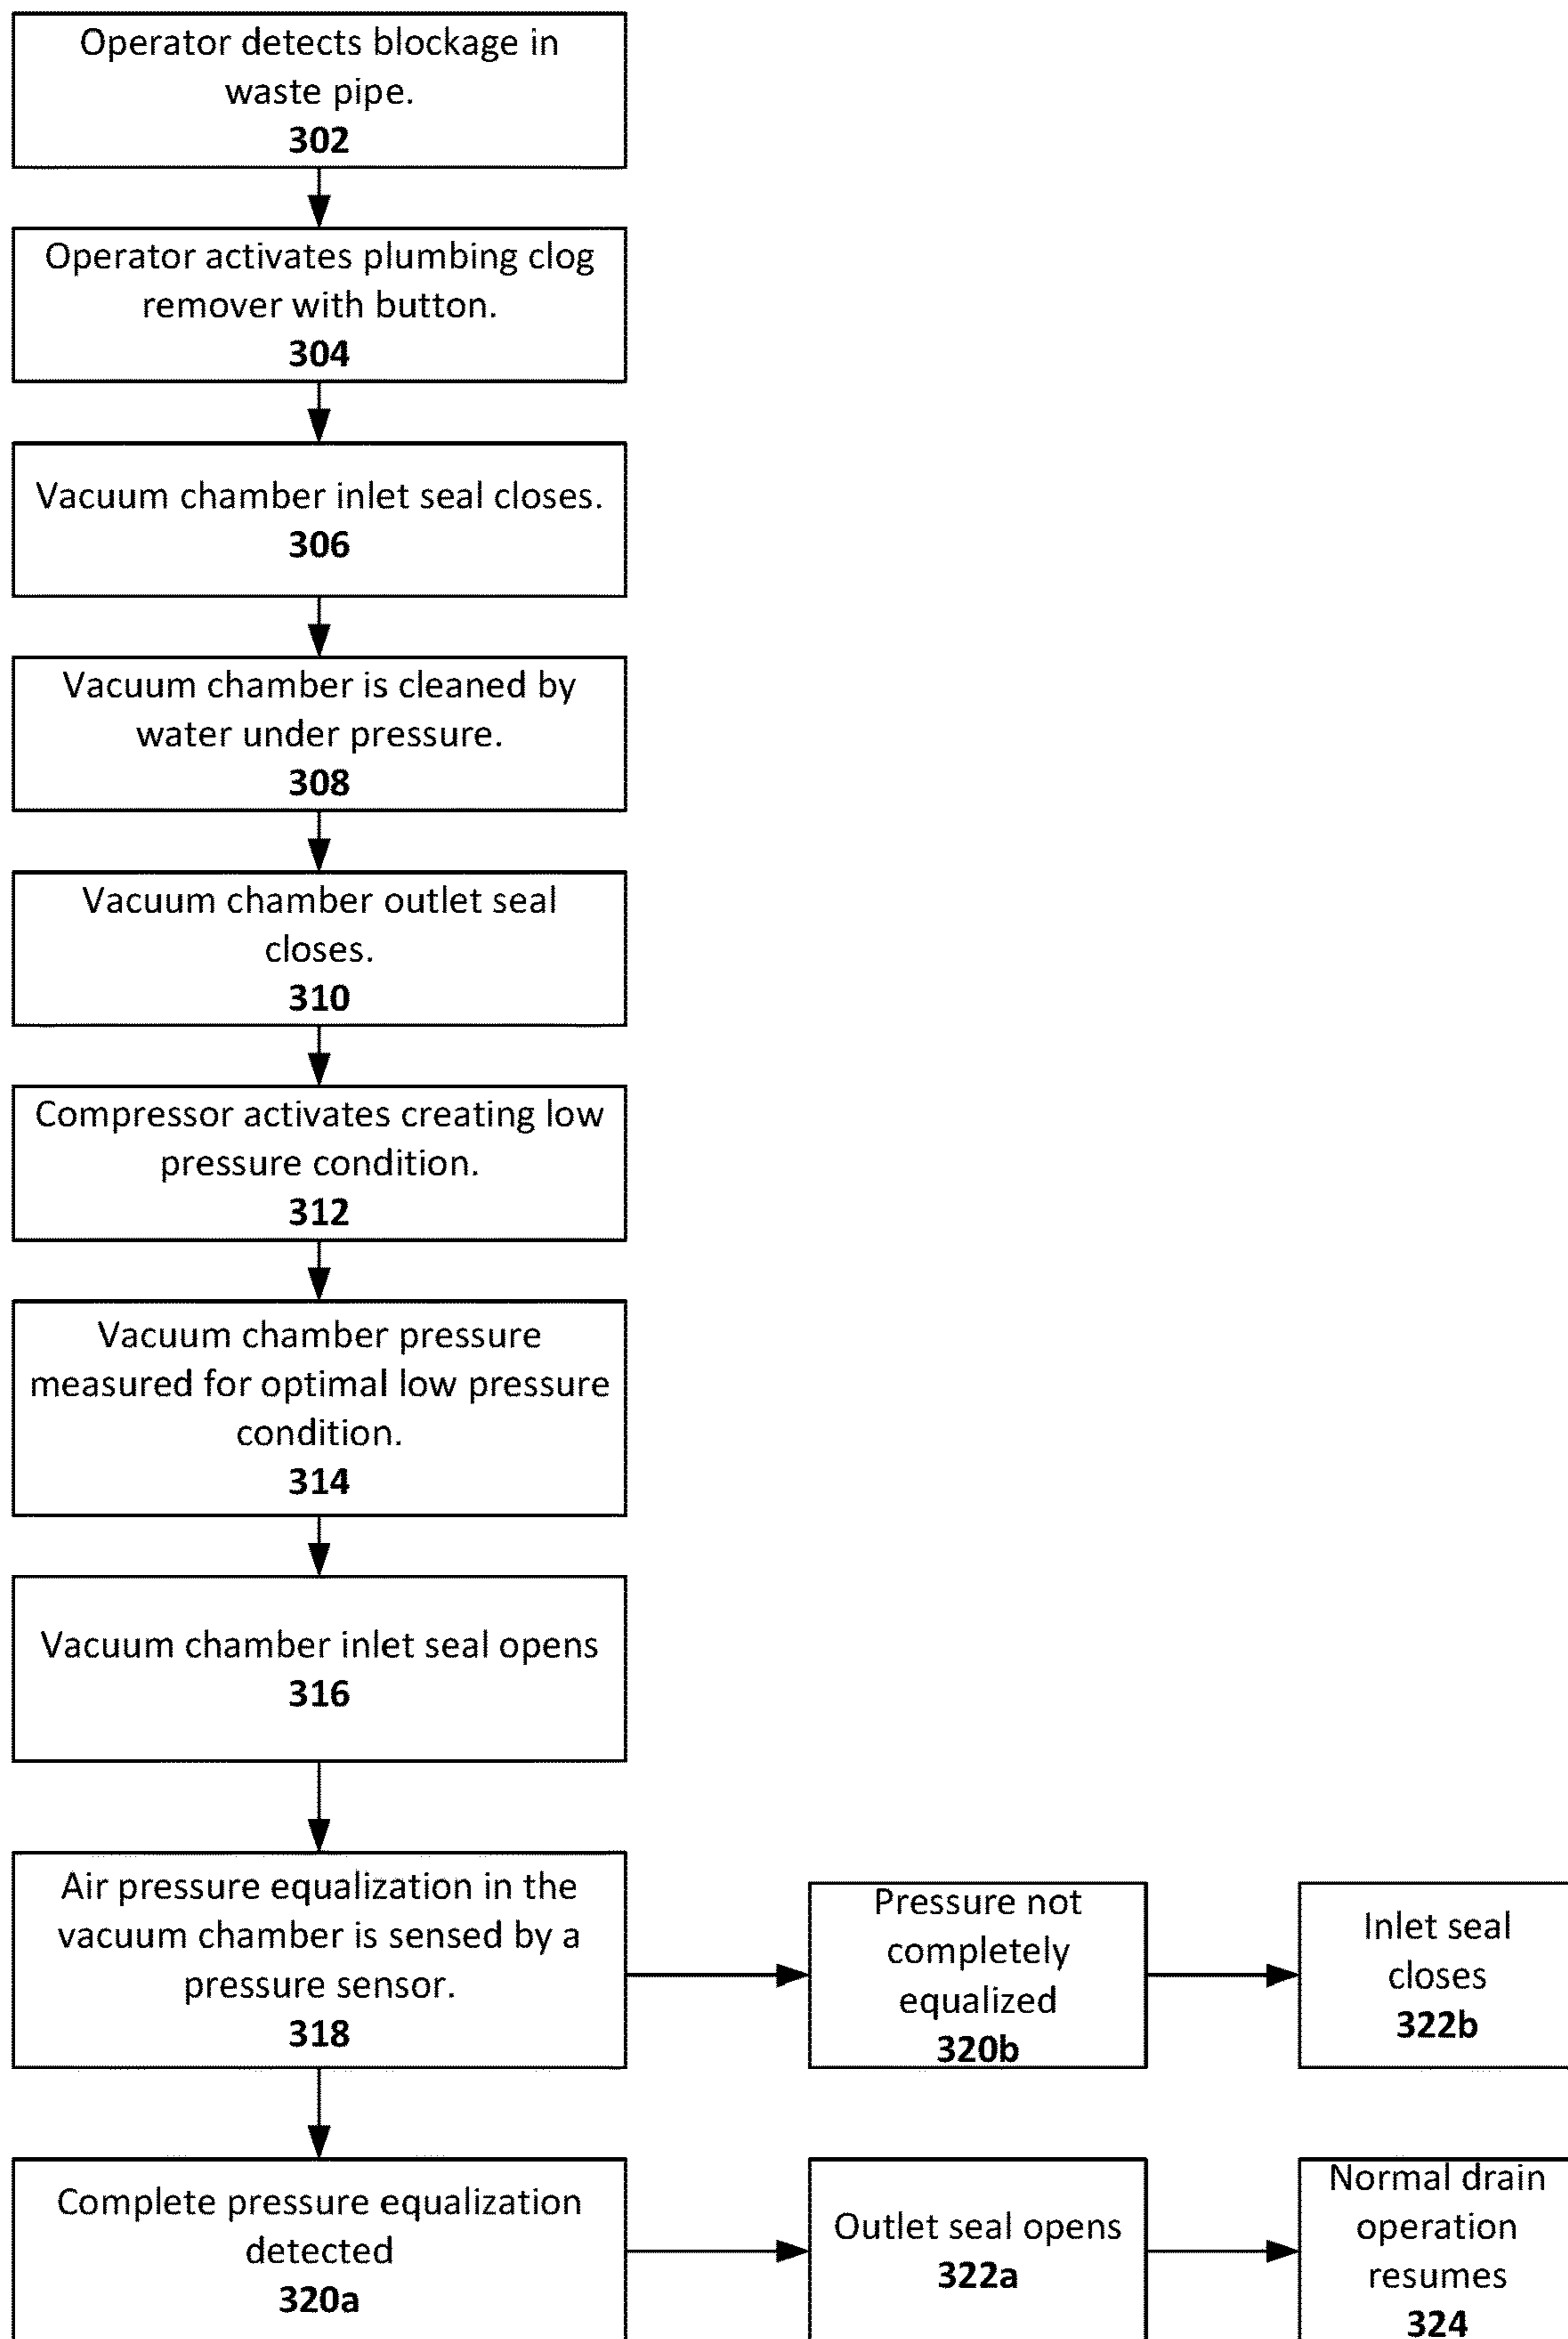 Operator detects blockage in
waste pipe.
302
Operator activates plumbing clog
remover with button.
304
Vacuum chamber inlet seal closes.
306
Vacuum chamber is cleaned by
water under pressure.
308
Vacuum chamber outlet seal
closes.
310
Compressor activates creating low
pressure condition.
312
Vacuum chamber pressure
measured for optimal low pressure
condition.
314
Vacuum chamber inlet seal opens
316
Air pressure equalization in the
vacuum chamber is sensed by a
pressure sensor.
318
Pressure not
completely
equalized
320b
Inlet seal
closes
322b
Complete pressure equalization
detected
320a
Outlet seal opens
322a
Normal drain
operation
resumes
324